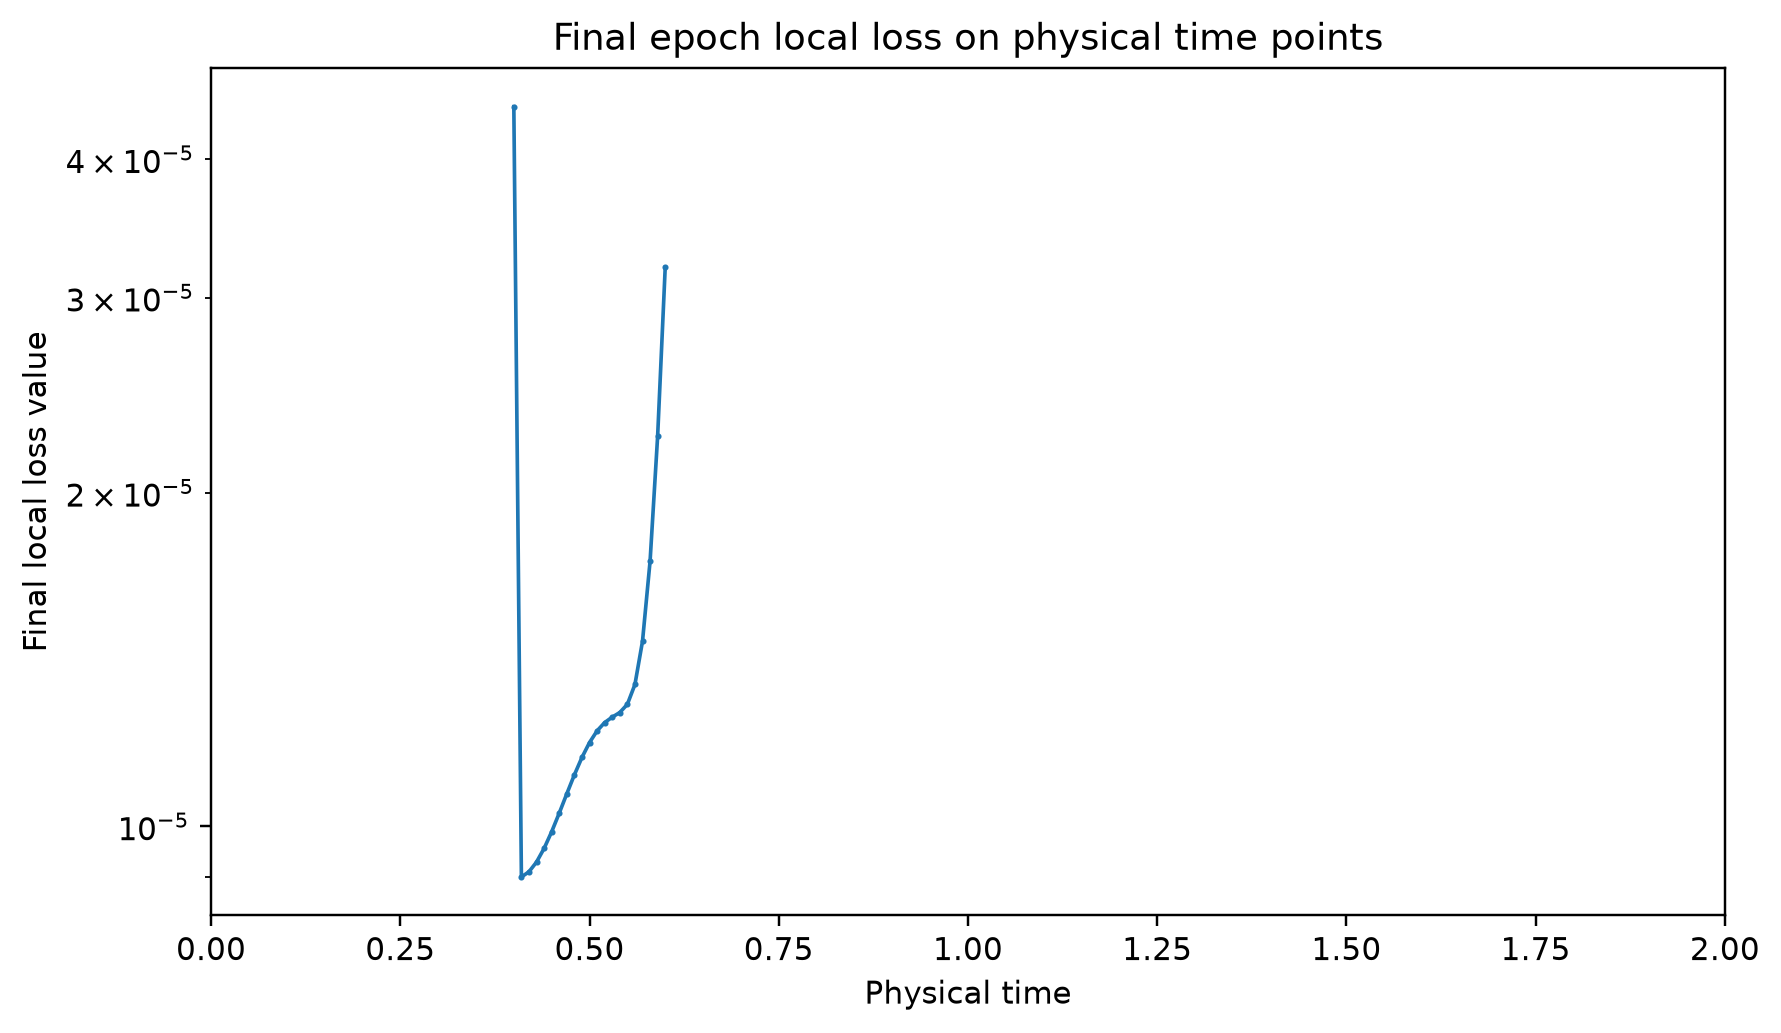 Final epoch local loss on physical time points
Final local loss value
4 × 10⁻⁵
3 × 10⁻⁵
2 × 10⁻⁵
10⁻⁵
0.00 0.25 0.50 0.75 1.00 1.25 1.50 1.75 2.00
Physical time